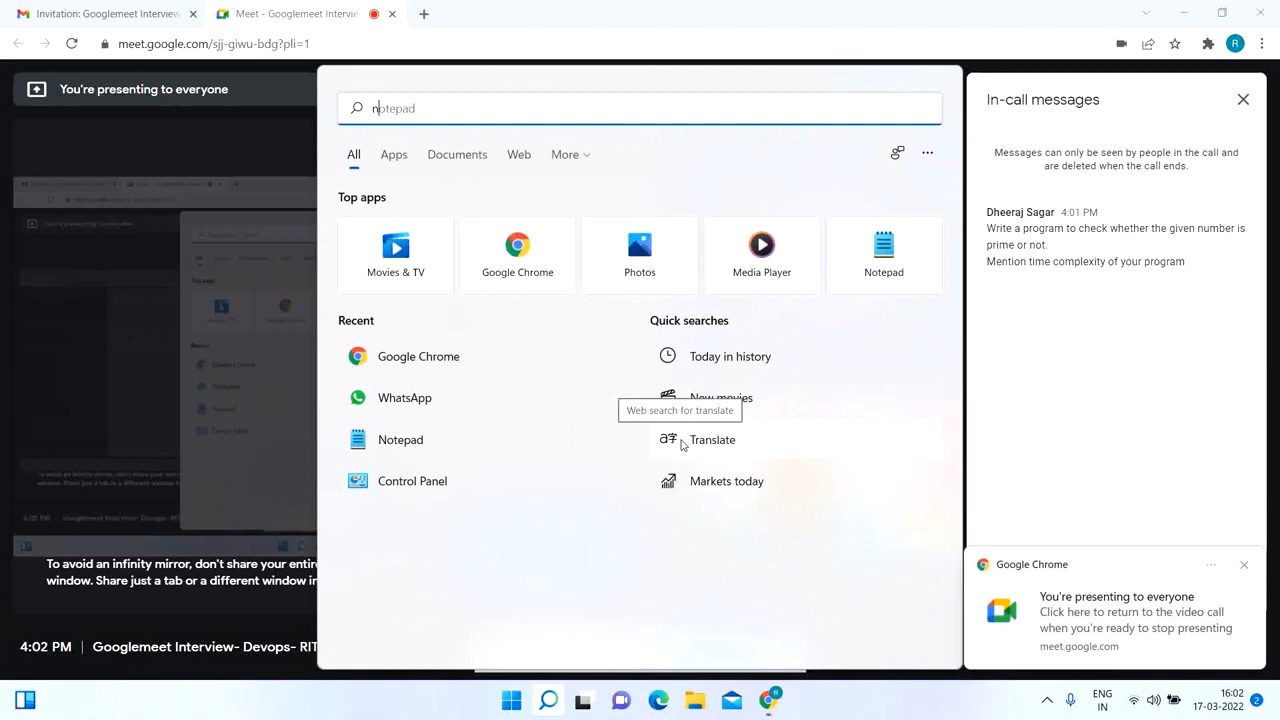 Invitation: Googlemeet Interview
Meet - Googlemeet Intervie
meet.google.com/sjj-giwu-bdg?pli=1
R
You're presenting to everyone
notepad
All Apps Documents Web More
Top apps
Movies & TV
Google Chrome
Photos
Media Player
Notepad
Recent
Google Chrome
WhatsApp
Notepad
Control Panel
Quick searches
Today in history
New movies
Web search for translate
Translate
Markets today
In-call messages
Messages can only be seen by people in the call and
are deleted when the call ends.
Dheeraj Sagar 4:01 PM
Write a program to check whether the given number is
prime or not.
Mention time complexity of your program
To avoid an infinity mirror, don't share your entire
window. Share just a tab or a different window in
4:02 PM | Googlemeet Interview- Devops- RIT
Google Chrome
You're presenting to everyone
Click here to return to the video call
when you're ready to stop presenting
meet.google.com
R
ENG
IN
16:02
17-03-2022
2